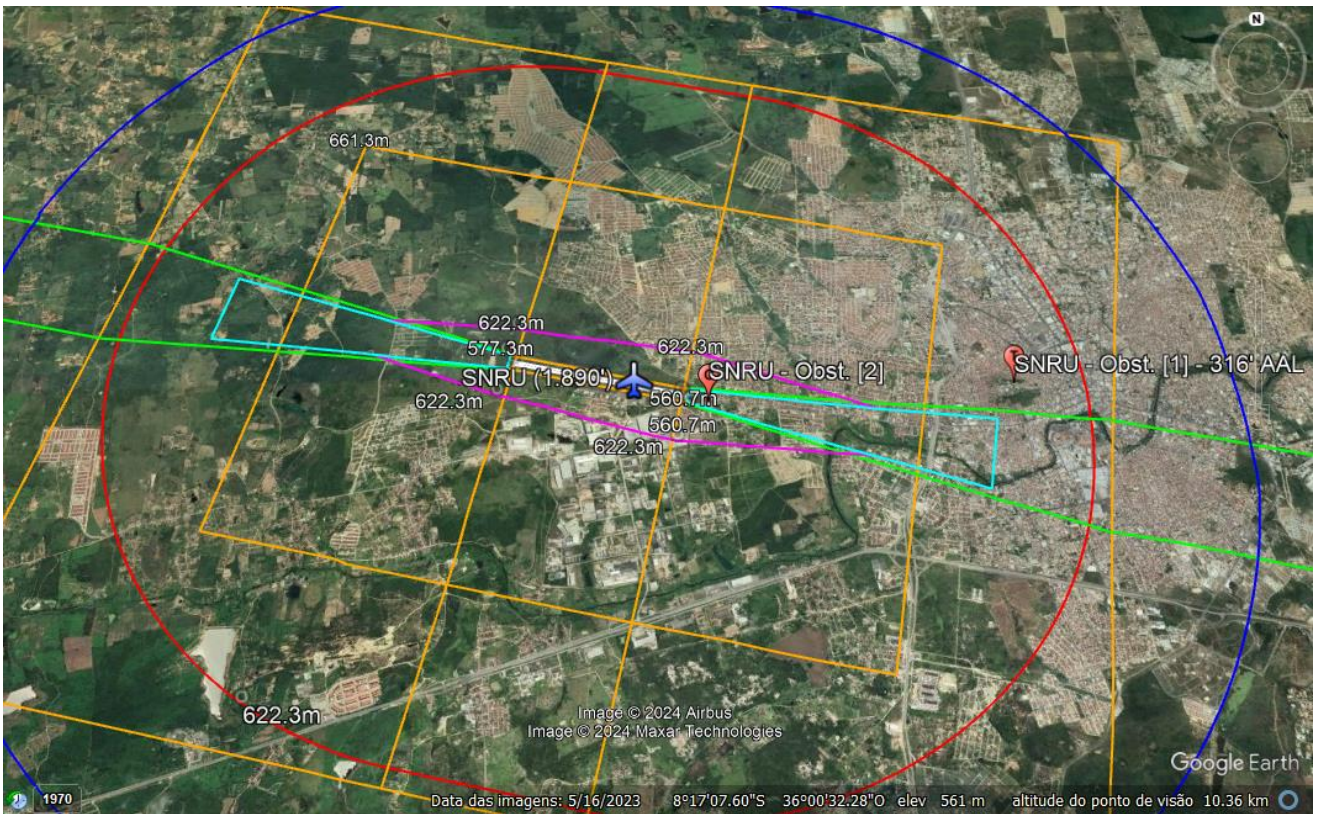 N
661.3m
622.3m
577.3m
622.3m
SNRU (1.890')
SNRU - Obst. [2]
SNRU - Obst. [1] - 316' AAL
622.3m
560.7m
560.7m
622.3m
622.3m
Image © 2024 Airbus
Image © 2024 Maxar Technologies
Google Earth
1970
Data das imagens: 5/16/2023 8°17'07.60"S 36°00'32.28"O elev 561 m altitude do ponto de visão 10.36 km